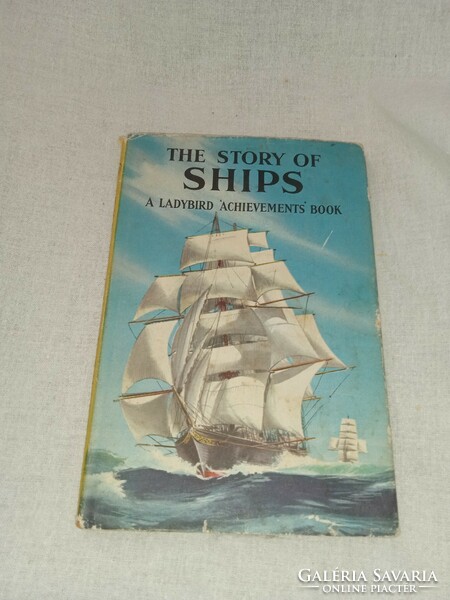 THE STORY OF
SHIPS
A LADYBIRD 'ACHIEVEMENTS' BOOK
GALÉRIA SAVARIA
ONLINE PIACTÉR